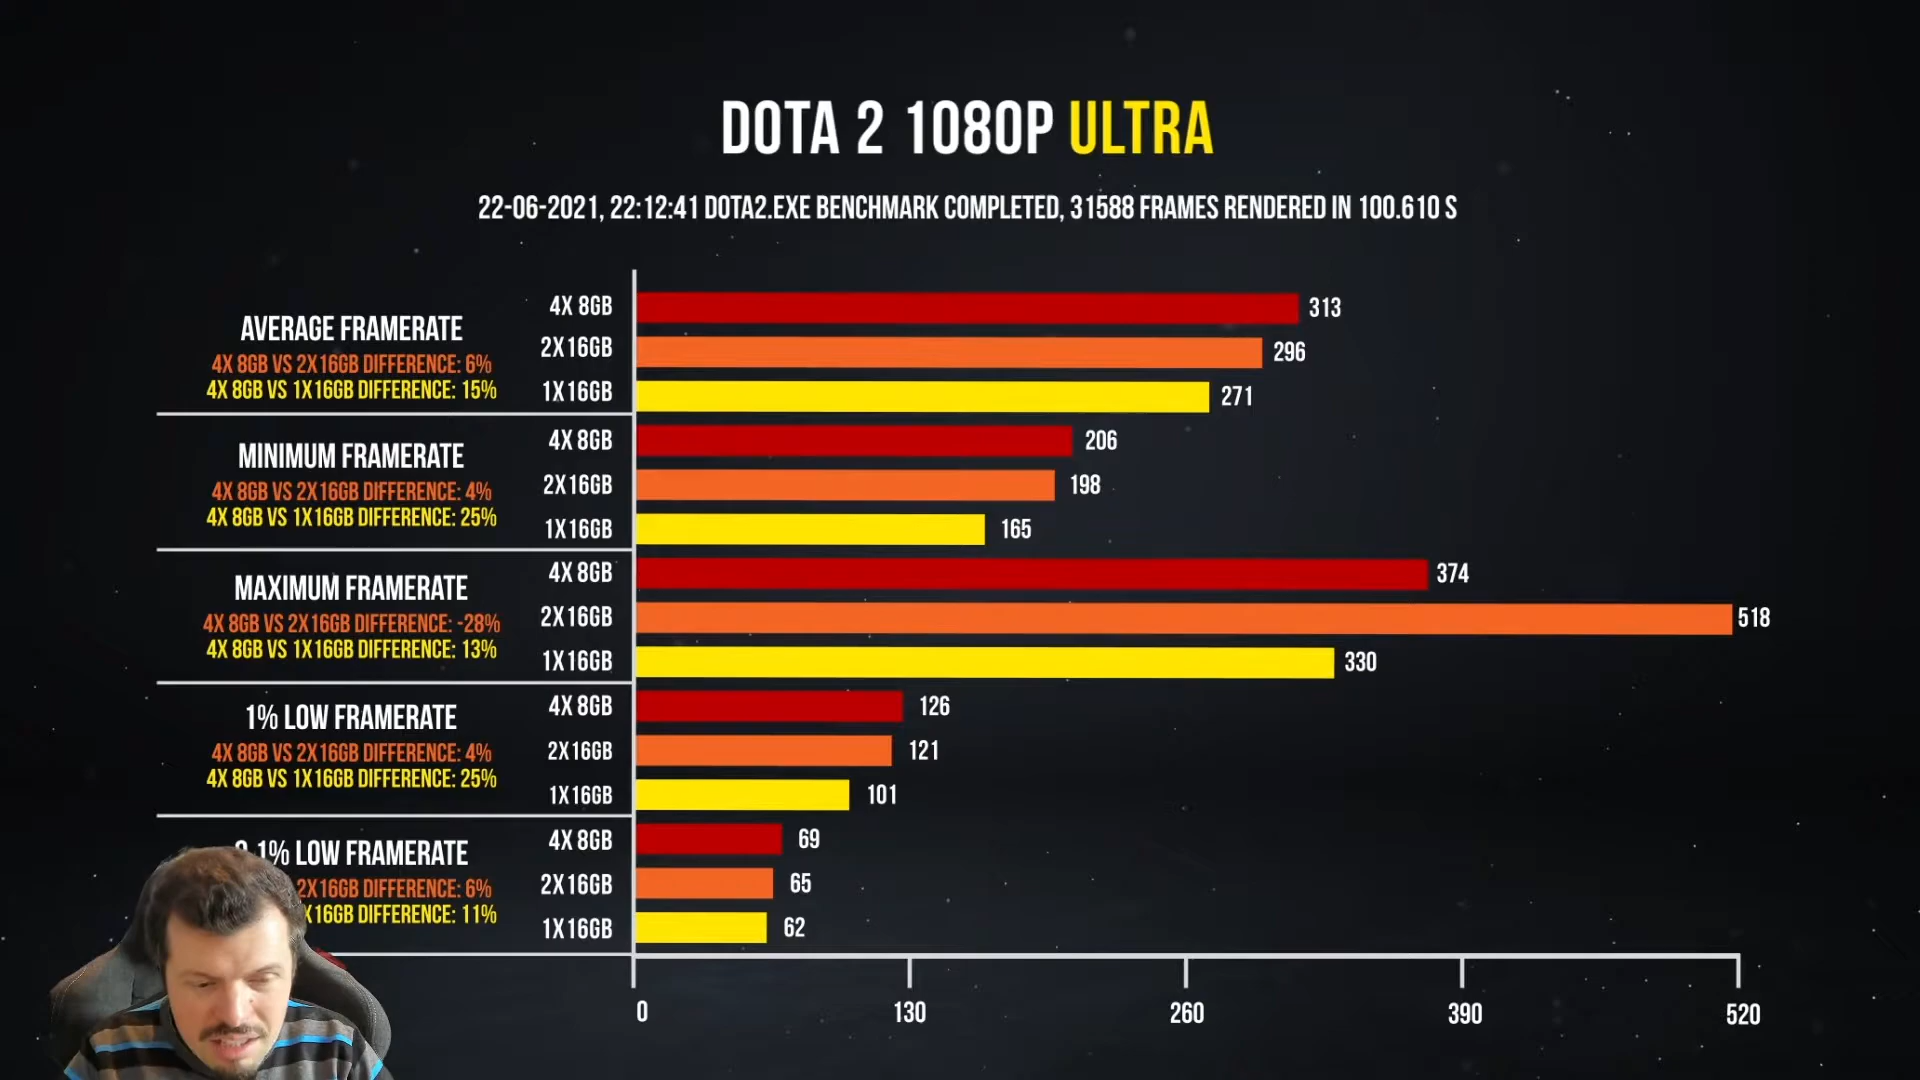 DOTA 2 1080P ULTRA
22-06-2021, 22:12:41 DOTA2.EXE BENCHMARK COMPLETED, 31588 FRAMES RENDERED IN 100.610 S
AVERAGE FRAMERATE
4X 8GB VS 2X16GB DIFFERENCE: 6%
4X 8GB VS 1X16GB DIFFERENCE: 15%
4X 8GB 313
2X16GB 296
1X16GB 271
MINIMUM FRAMERATE
4X 8GB VS 2X16GB DIFFERENCE: 4%
4X 8GB VS 1X16GB DIFFERENCE: 25%
4X 8GB 206
2X16GB 198
1X16GB 165
MAXIMUM FRAMERATE
4X 8GB VS 2X16GB DIFFERENCE: -28%
4X 8GB VS 1X16GB DIFFERENCE: 13%
4X 8GB 374
2X16GB 518
1X16GB 330
1% LOW FRAMERATE
4X 8GB VS 2X16GB DIFFERENCE: 4%
4X 8GB VS 1X16GB DIFFERENCE: 25%
4X 8GB 126
2X16GB 121
1X16GB 101
LOW FRAMERATE
2X16GB DIFFERENCE: 6%
DIFFERENCE: 11%
4X 8GB 69
2X16GB 65
1X16GB 62
0 130 260 390 520